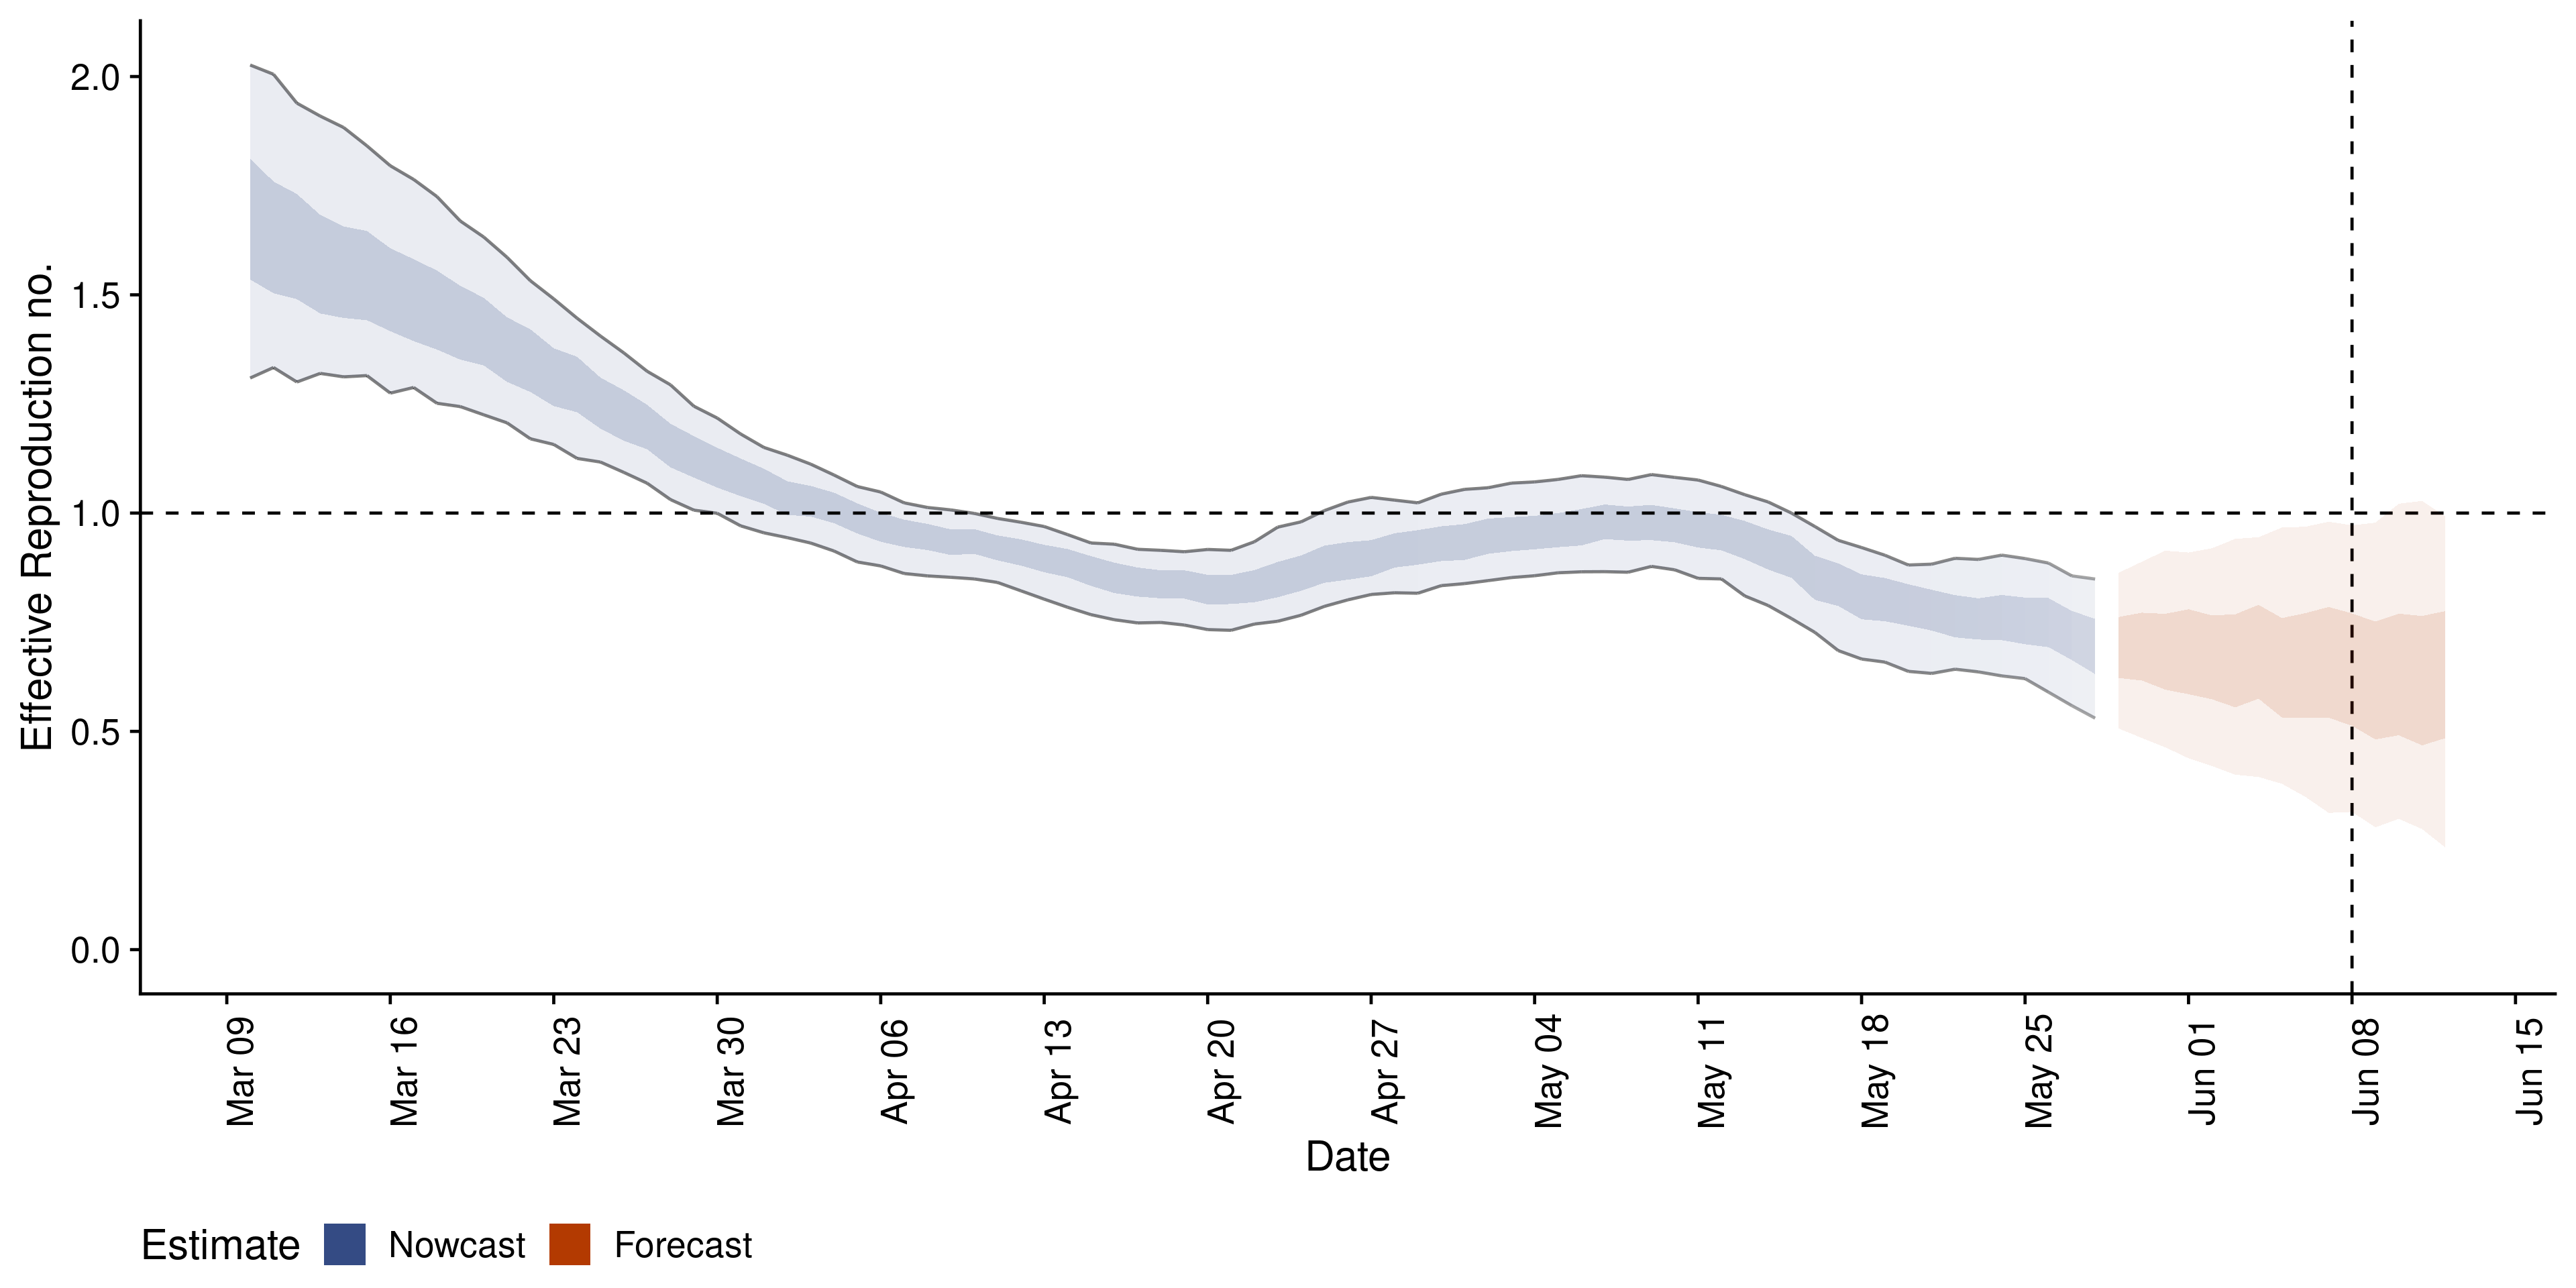 Effective Reproduction no.
2.0
1.5
1.0
0.5
0.0
Mar 09
Mar 16
Mar 23
Mar 30
Apr 06
Apr 13
Apr 20
Apr 27
May 04
May 11
May 18
May 25
Jun 01
Jun 08
Jun 15
Date
Estimate Nowcast Forecast